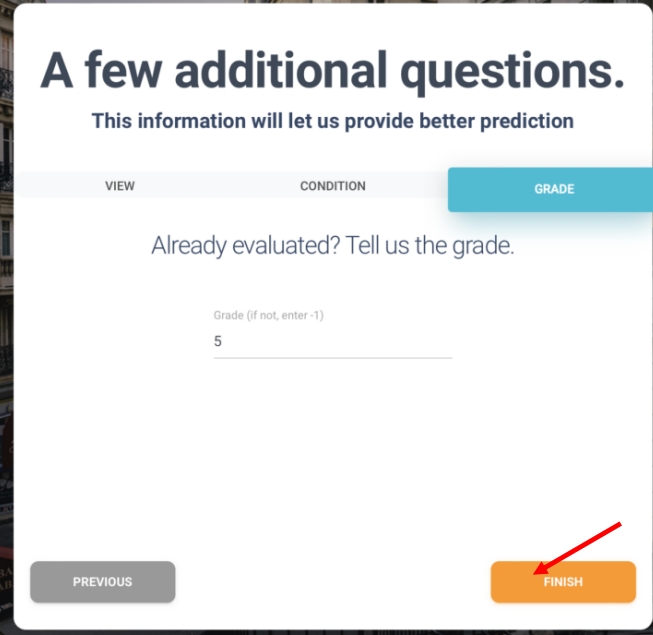 A few additional questions.
This information will let us provide better prediction
VIEW CONDITION GRADE
Already evaluated? Tell us the grade.
Grade (if not, enter -1)
5
PREVIOUS FINISH